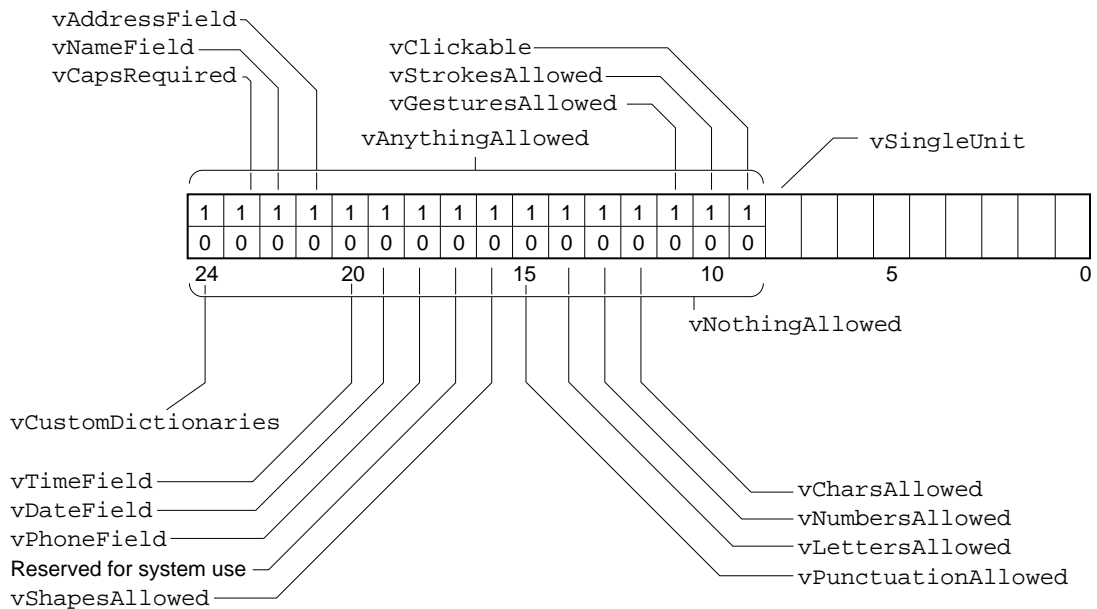 vAddressField
vNameField
vCapsRequired
vClickable
vStrokesAllowed
vGesturesAllowed
vAnythingAllowed
vSingleUnit
1 1 1 1 1 1 1 1 1 1 1 1 1 1 1 1
0 0 0 0 0 0 0 0 0 0 0 0 0 0 0 0
24 20 15 10 5 0
vNothingAllowed
vCustomDictionaries
vTimeField
vDateField
vPhoneField
Reserved for system use
vShapesAllowed
vCharsAllowed
vNumbersAllowed
vLettersAllowed
vPunctuationAllowed